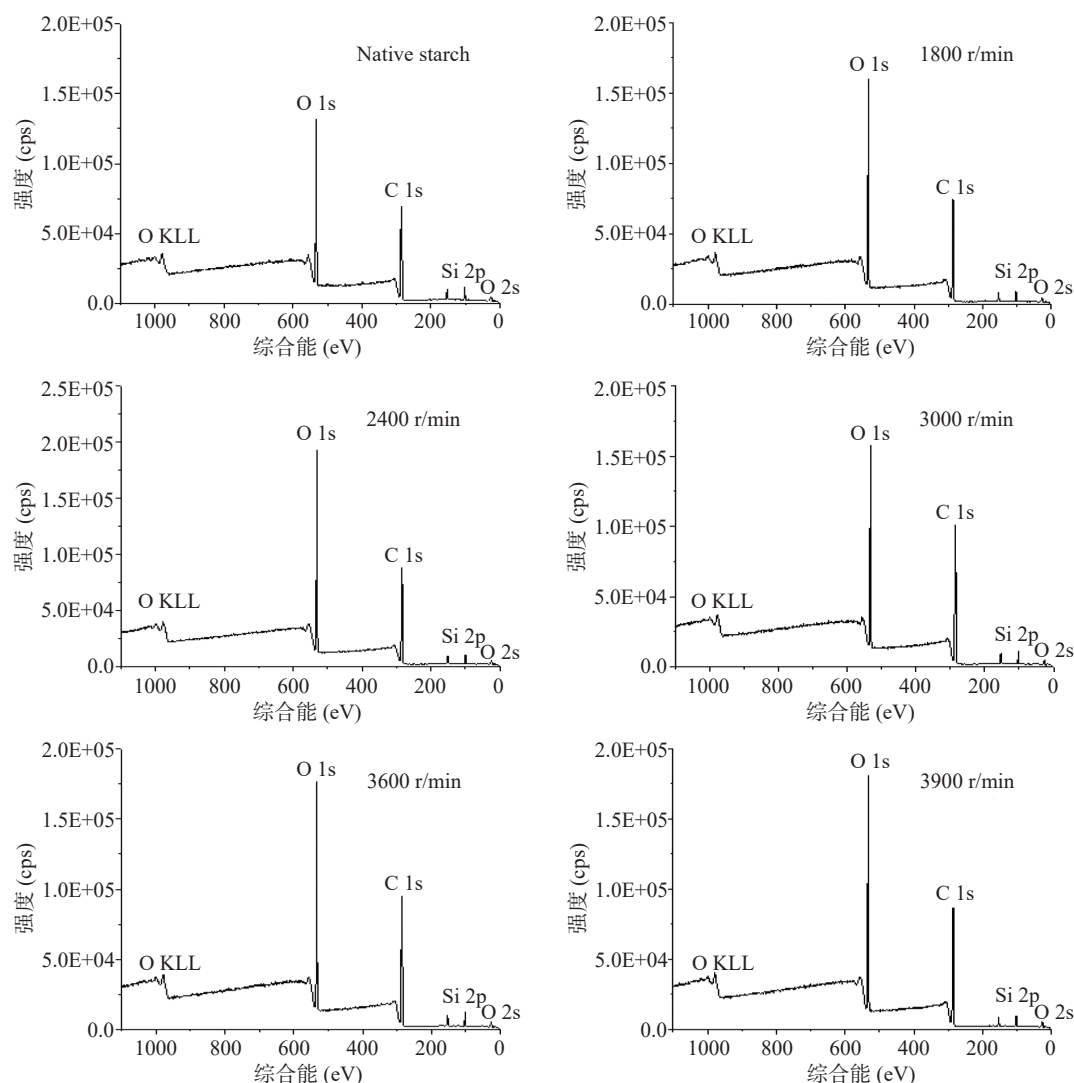 2.0E+05
Native starch
O 1s
1.5E+05
1.0E+05
C 1s
强度 (cps)
5.0E+04
O KLL
Si 2p
O 2s
0.0
1000 800 600 400 200 0
综合能 (eV)
2.0E+05
1800 r/min
O 1s
1.5E+05
1.0E+05
C 1s
强度 (cps)
5.0E+04
O KLL
Si 2p
O 2s
0.0
1000 800 600 400 200 0
综合能 (eV)
2.5E+05
2400 r/min
O 1s
2.0E+05
1.5E+05
强度 (cps)
1.0E+05
C 1s
5.0E+04
O KLL
Si 2p
O 2s
0.0
1000 800 600 400 200 0
综合能 (eV)
2.0E+05
3000 r/min
O 1s
1.5E+05
C 1s
1.0E+05
强度 (cps)
5.0E+04
O KLL
Si 2p
O 2s
0.0
1000 800 600 400 200 0
综合能 (eV)
2.0E+05
O 1s
3600 r/min
1.5E+05
1.0E+05
C 1s
强度 (cps)
5.0E+04
O KLL
Si 2p
O 2s
0.0
1000 800 600 400 200 0
综合能 (eV)
2.0E+05
O 1s
3900 r/min
1.5E+05
1.0E+05
C 1s
强度 (cps)
5.0E+04
O KLL
Si 2p
O 2s
0.0
1000 800 600 400 200 0
综合能 (eV)